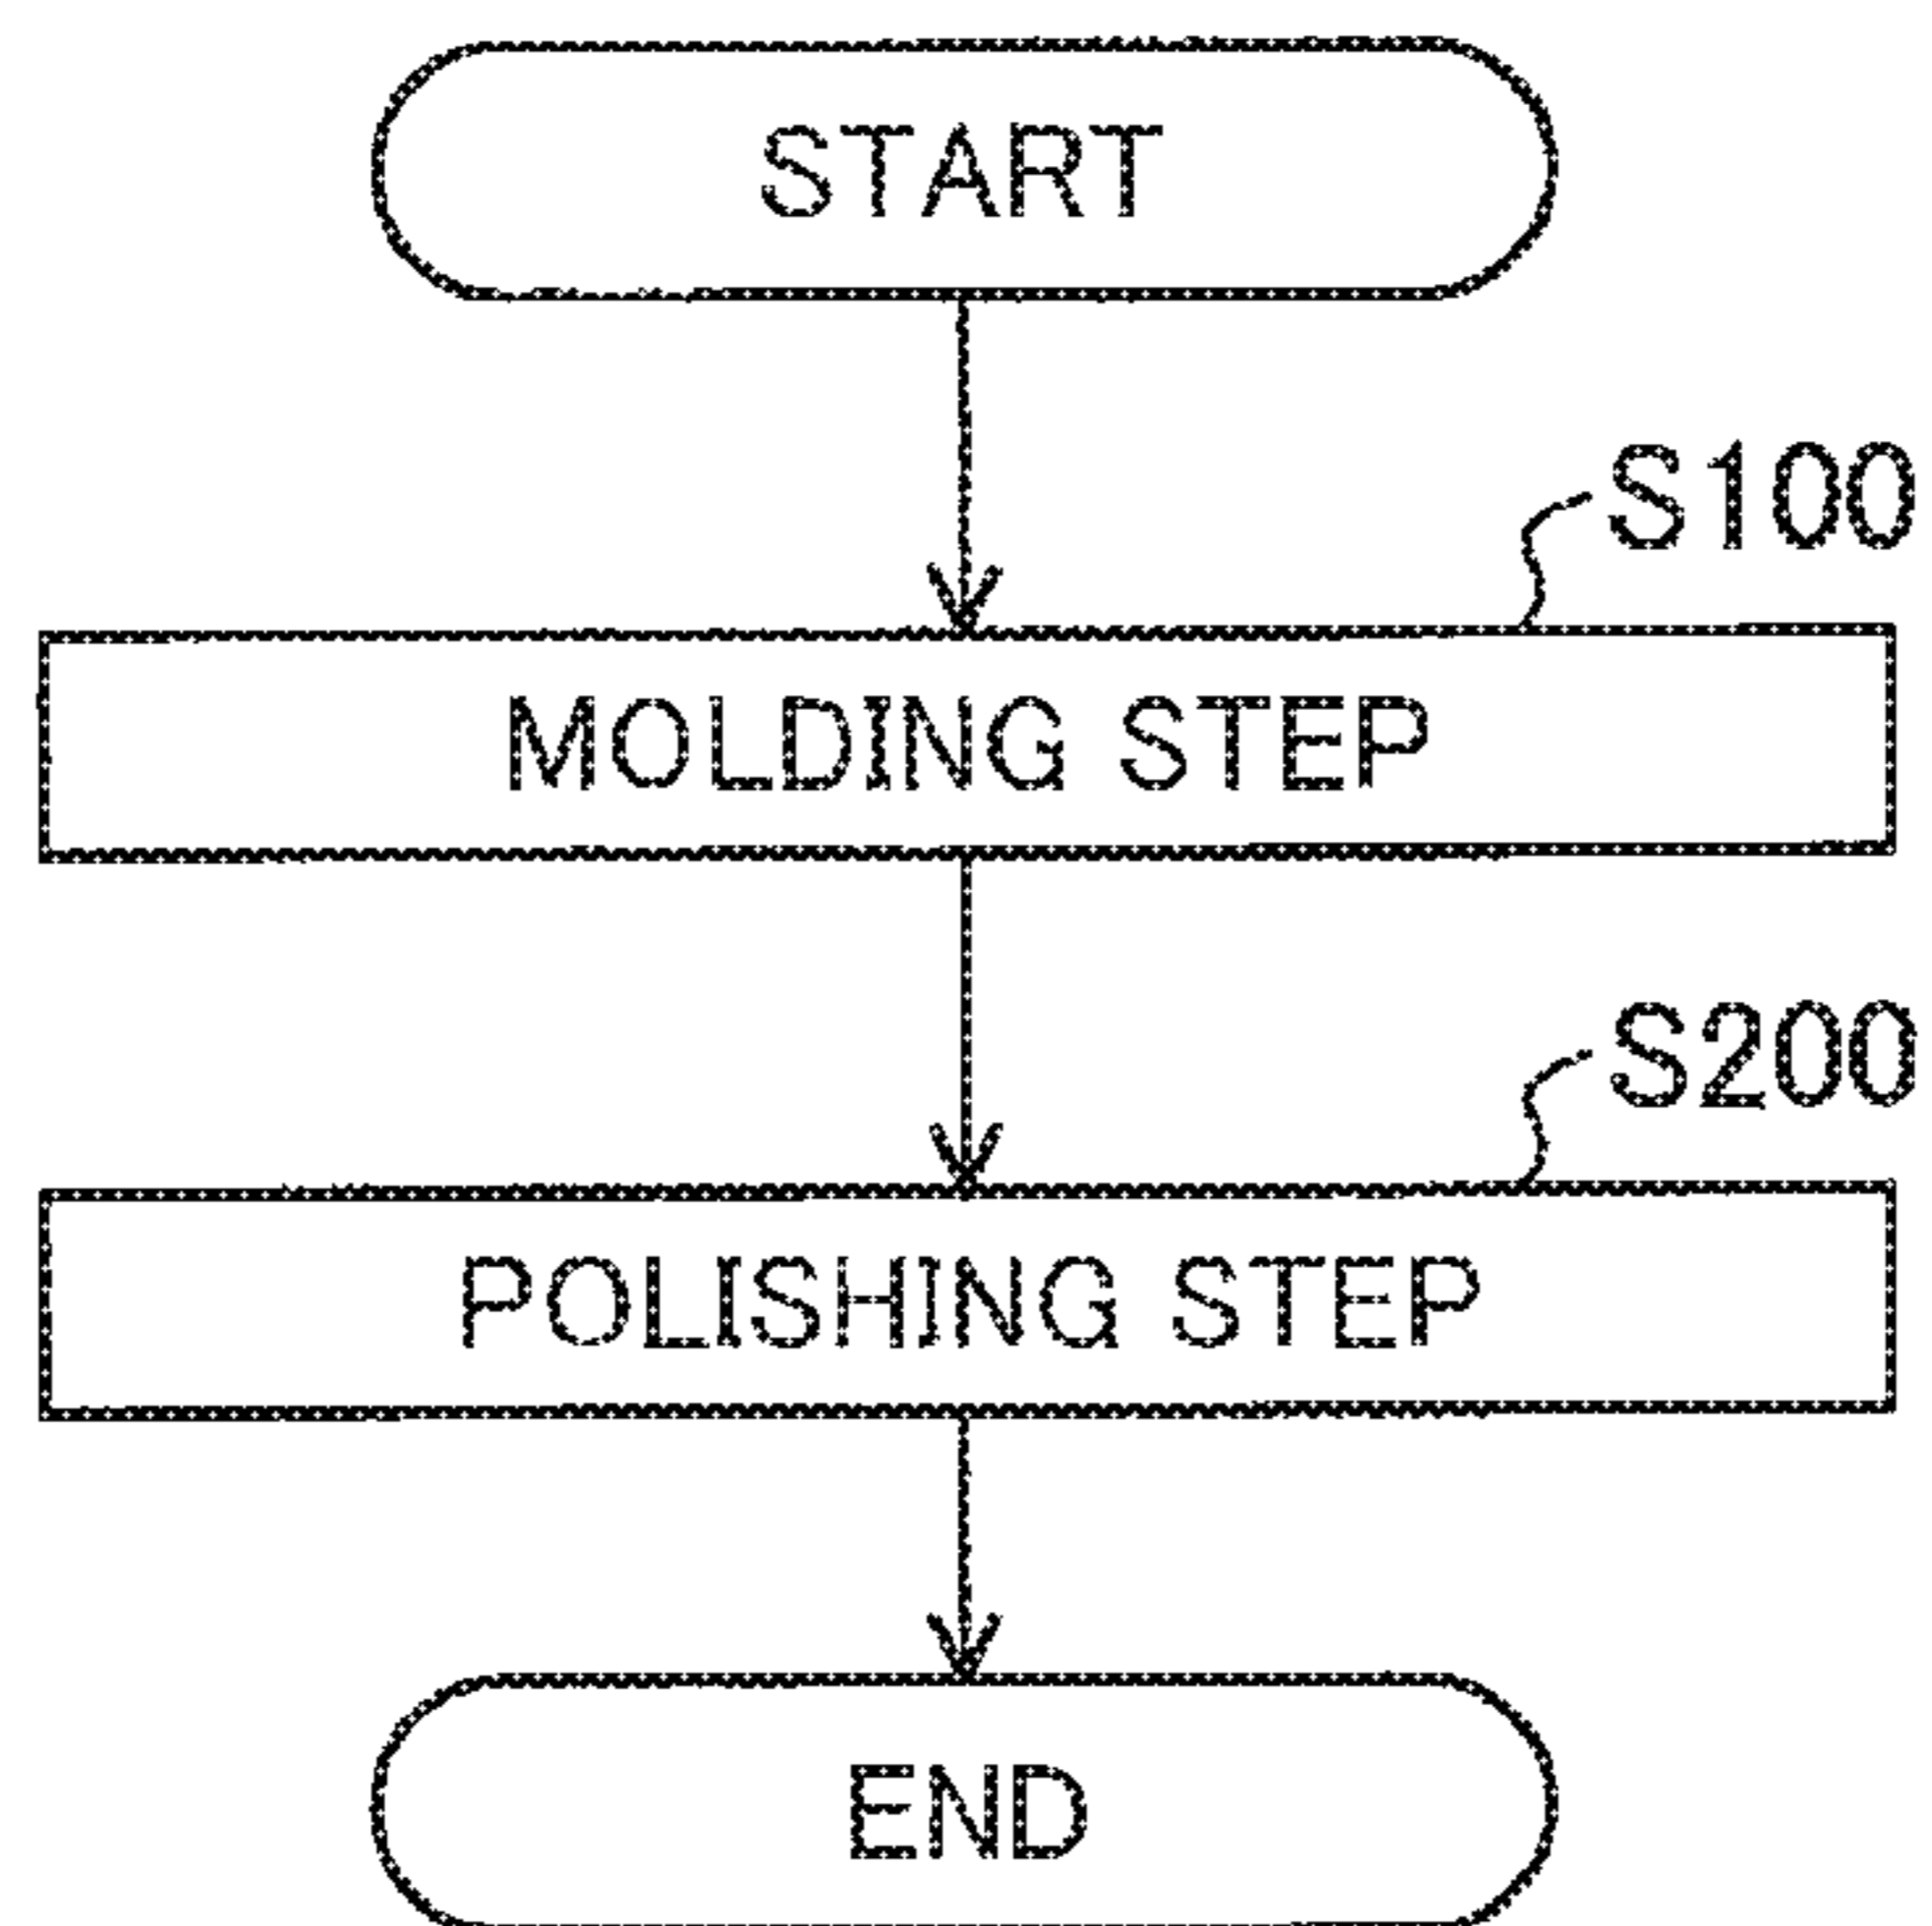 START
S100
MOLDING STEP
S200
POLISHING STEP
END